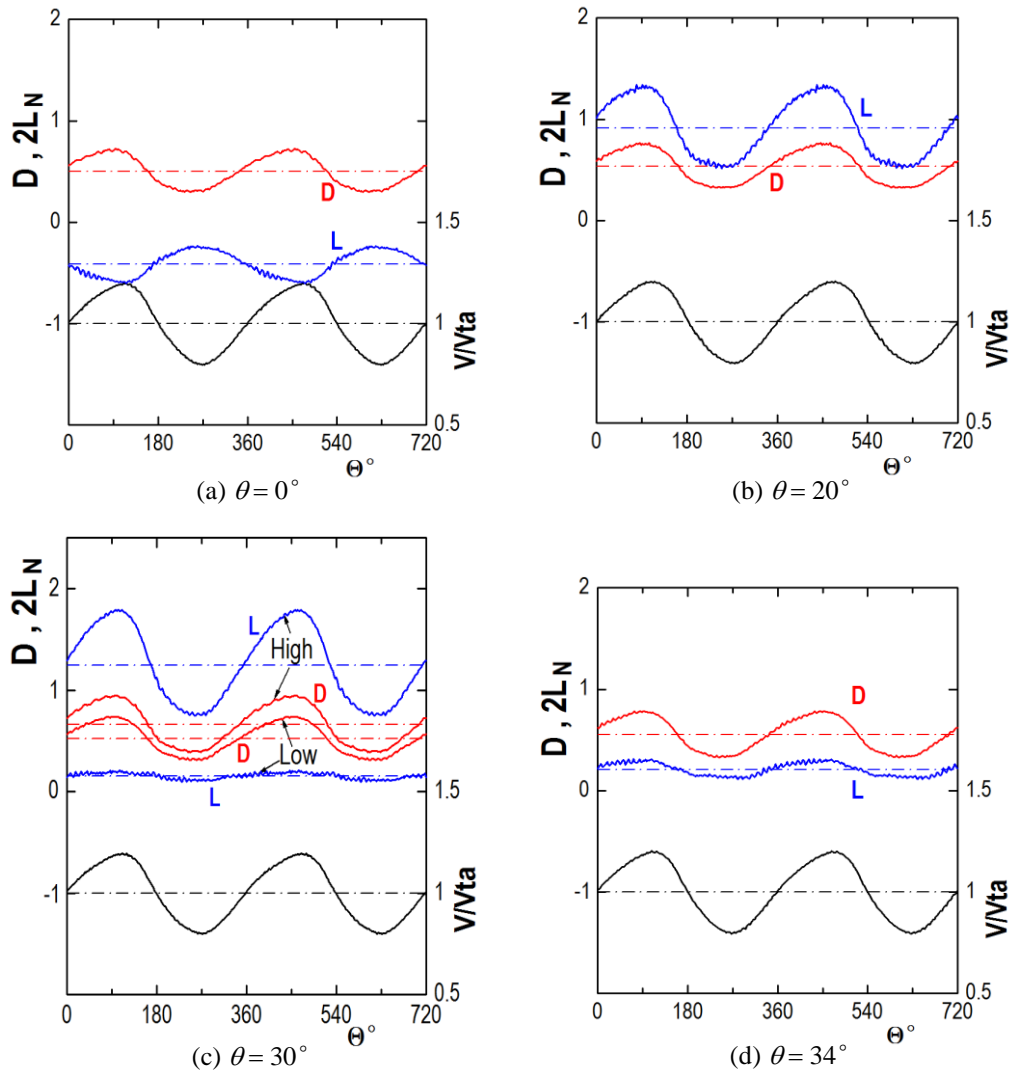 2
1
0
-1
D , 2L_N
D
L
1.5
1
0.5
V/Vta
0 180 360 540 720
Θ°
(a) θ = 0°
2
1
0
-1
D , 2L_N
L
D
1.5
1
0.5
V/Vta
0 180 360 540 720
Θ°
(b) θ = 20°
2
1
0
-1
D , 2L_N
L
High
D
D
Low
L
1.5
1
0.5
V/Vta
0 180 360 540 720
Θ°
(c) θ = 30°
2
1
0
-1
D , 2L_N
D
L
1.5
1
0.5
V/Vta
0 180 360 540 720
Θ°
(d) θ = 34°